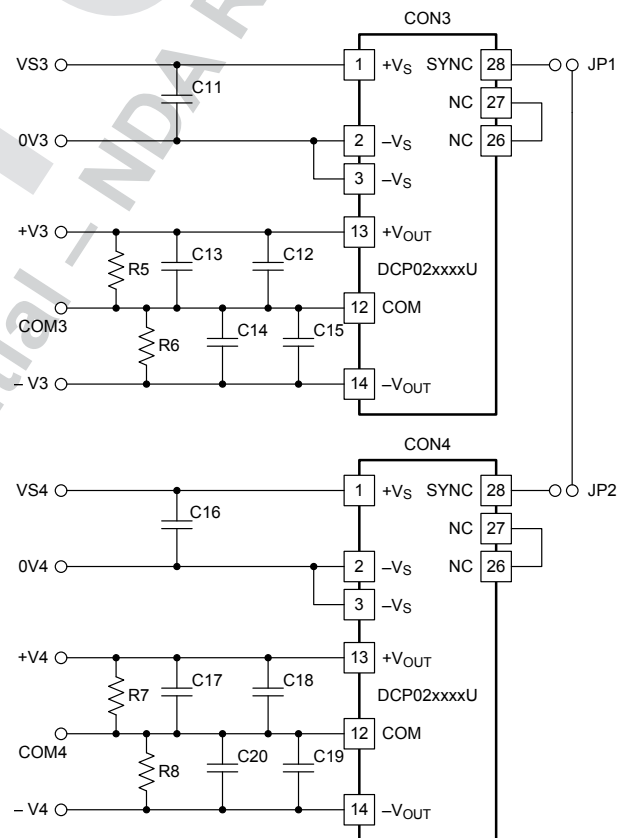 CON3
VS3 1 +VS SYNC 28 JP1
C11
NC 27
0V3 2 –VS NC 26
3 –VS
+V3 13 +VOUT
R5 C13 C12 DCP02xxxxU
COM3 12 COM
R6 C14 C15
– V3 14 –VOUT
CON4
VS4 1 +VS SYNC 28 JP2
C16
NC 27
0V4 2 –VS NC 26
3 –VS
+V4 13 +VOUT
R7 C17 C18 DCP02xxxxU
COM4 12 COM
R8 C20 C19
– V4 14 –VOUT
tial – NDA R